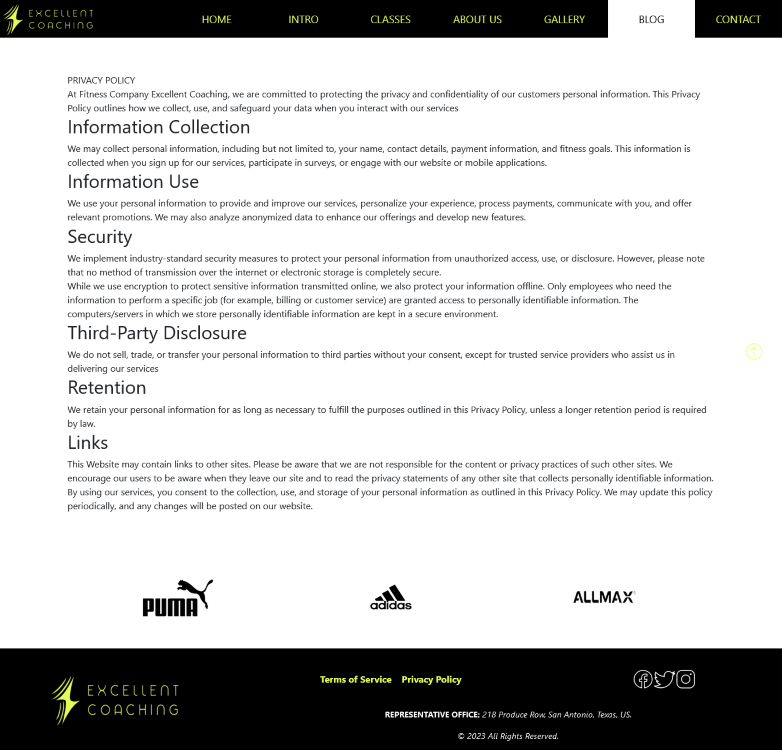 EXCELLENT
COACHING
HOME INTRO CLASSES ABOUT US GALLERY BLOG CONTACT
PRIVACY POLICY
At Fitness Company Excellent Coaching, we are committed to protecting the privacy and confidentiality of our customers personal information. This Privacy
Policy outlines how we collect, use, and safeguard your data when you interact with our services
Information Collection
We may collect personal information, including but not limited to, your name, contact details, payment information, and fitness goals. This information is
collected when you sign up for our services, participate in surveys, or engage with our website or mobile applications.
Information Use
We use your personal information to provide and improve our services, personalize your experience, process payments, communicate with you, and offer
relevant promotions. We may also analyze anonymized data to enhance our offerings and develop new features.
Security
We implement industry-standard security measures to protect your personal information from unauthorized access, use, or disclosure. However, please note
that no method of transmission over the internet or electronic storage is completely secure.
While we use encryption to protect sensitive information transmitted online, we also protect your information offline. Only employees who need the
information to perform a specific job (for example, billing or customer service) are granted access to personally identifiable information. The
computers/servers in which we store personally identifiable information are kept in a secure environment.
Third-Party Disclosure
We do not sell, trade, or transfer your personal information to third parties without your consent, except for trusted service providers who assist us in
delivering our services
Retention
We retain your personal information for as long as necessary to fulfill the purposes outlined in this Privacy Policy, unless a longer retention period is required
by law.
Links
This Website may contain links to other sites. Please be aware that we are not responsible for the content or privacy practices of such other sites. We
encourage our users to be aware when they leave our site and to read the privacy statements of any other site that collects personally identifiable information.
By using our services, you consent to the collection, use, and storage of your personal information as outlined in this Privacy Policy. We may update this policy
periodically, and any changes will be posted on our website.
PUMA adidas ALLMAX
EXCELLENT
COACHING
Terms of Service Privacy Policy
REPRESENTATIVE OFFICE: 218 Produce Row, San Antonio, Texas, US.
© 2023 All Rights Reserved.